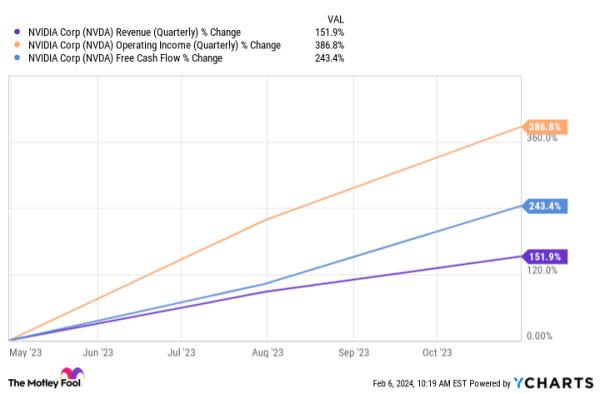 VAL
NVIDIA Corp (NVDA) Revenue (Quarterly) % Change 151.9%
NVIDIA Corp (NVDA) Operating Income (Quarterly) % Change 386.8%
NVIDIA Corp (NVDA) Free Cash Flow % Change 243.4%
386.8%
360.0%
243.4%
151.9%
120.0%
0.00%
May '23 Jun '23 Jul '23 Aug '23 Sep '23 Oct '23
The Motley Fool
Feb 6, 2024, 10:19 AM EST Powered by YCHARTS